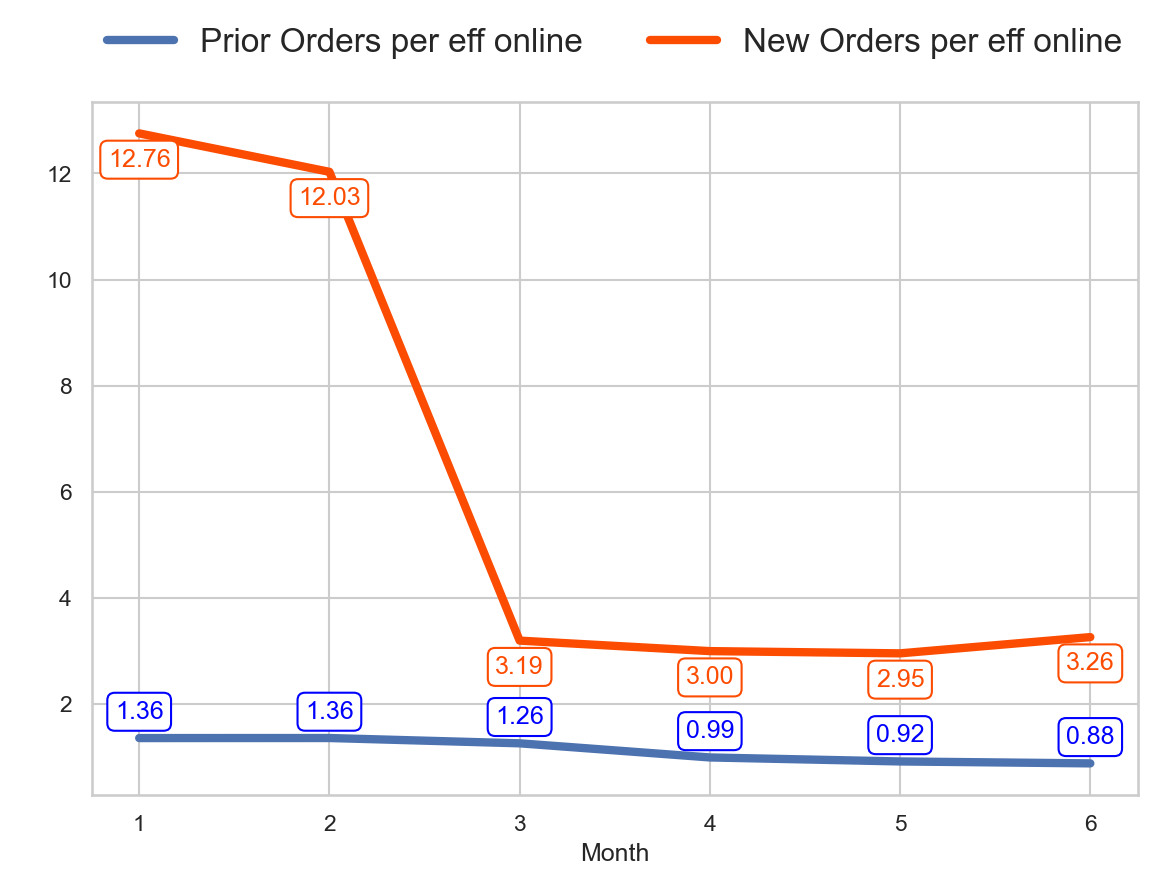 Prior Orders per eff online New Orders per eff online
12.76
12
12.03
10
8
6
4
3.19 3.00 2.95 3.26
2
1.36 1.36 1.26 0.99 0.92 0.88
1 2 3 4 5 6
Month